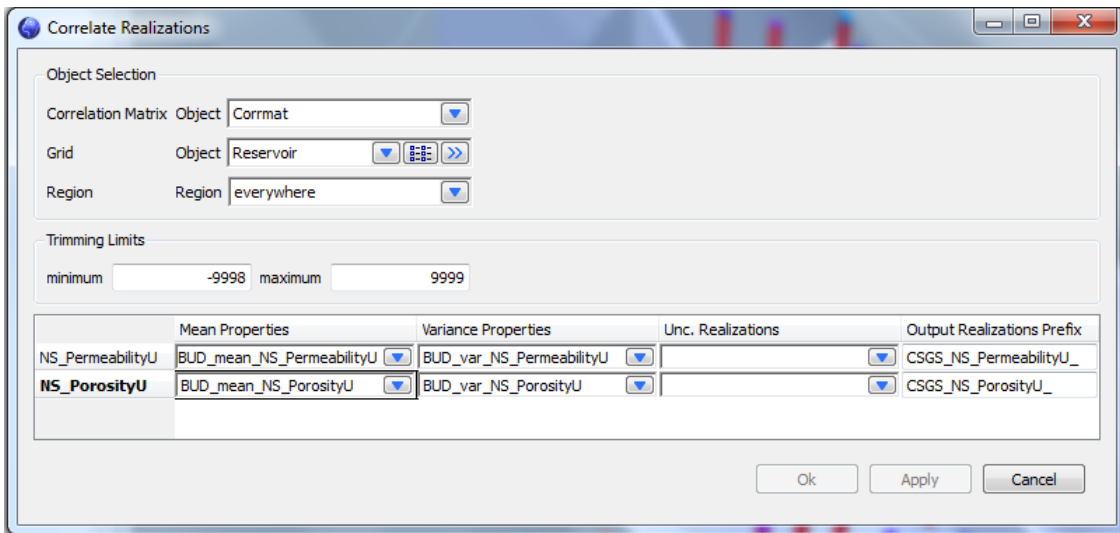 Correlate Realizations
Object Selection
Correlation Matrix Object Corrmat
Grid Object Reservoir
Region Region everywhere
Trimming Limits
minimum -9998 maximum 9999
Mean Properties Variance Properties Unc. Realizations Output Realizations Prefix
NS_PermeabilityU BUD_mean_NS_PermeabilityU BUD_var_NS_PermeabilityU CSGS_NS_PermeabilityU_
NS_PorosityU BUD_mean_NS_PorosityU BUD_var_NS_PorosityU CSGS_NS_PorosityU_
Ok Apply Cancel